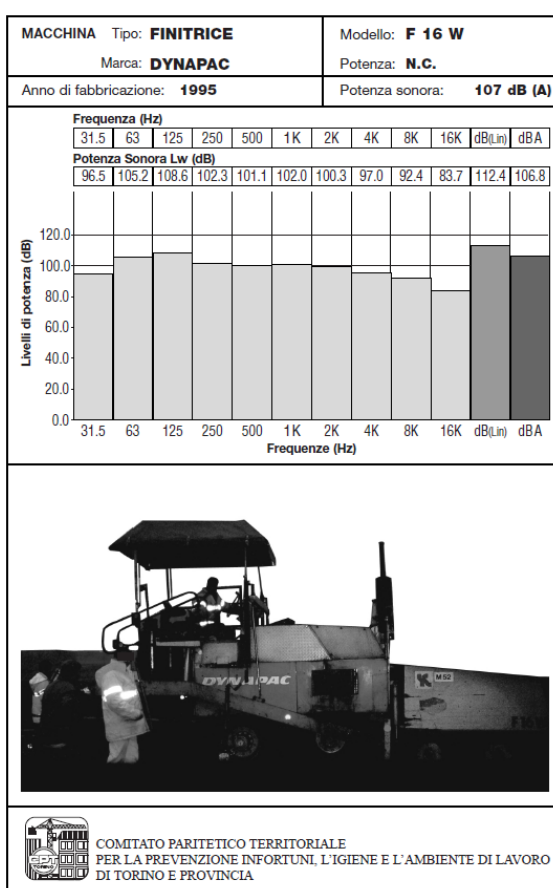 MACCHINA Tipo: FINITRICE
Marca: DYNAPAC
Modello: F 16 W
Potenza: N.C.
Anno di fabbricazione: 1995
Potenza sonora: 107 dB (A)
Frequenza (Hz)
31.5 63 125 250 500 1K 2K 4K 8K 16K dB(Lin) dBA
Potenza Sonora Lw (dB)
96.5 105.2 108.6 102.3 101.1 102.0 100.3 97.0 92.4 83.7 112.4 106.8
Livelli di potenza (dB)
120.0
100.0
80.0
60.0
40.0
20.0
0.0
31.5 63 125 250 500 1K 2K 4K 8K 16K dB(Lin) dBA
Frequenze (Hz)
DYNAPAC
K M52
F16W
CPT
TORINO
COMITATO PARITETICO TERRITORIALE
PER LA PREVENZIONE INFORTUNI, L'IGIENE E L'AMBIENTE DI LAVORO
DI TORINO E PROVINCIA